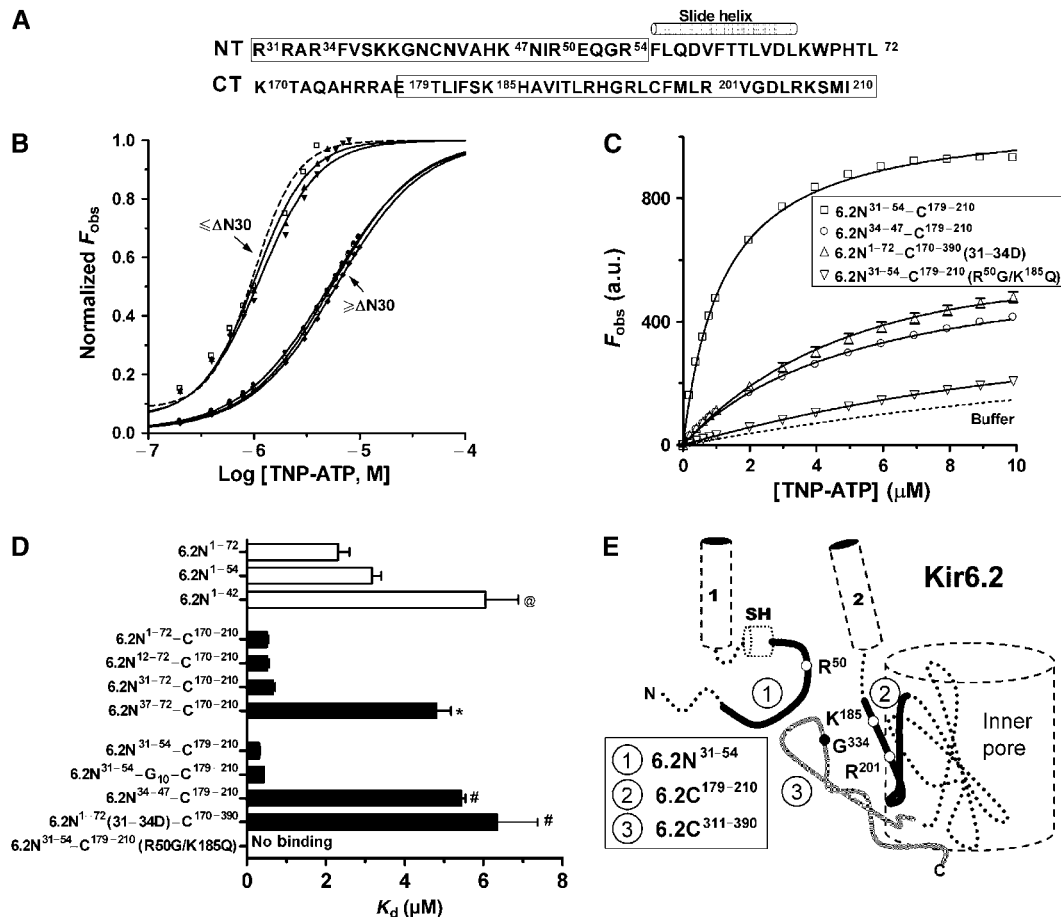 A
Slide helix
NT R³¹RAR³⁴FVSKKGNCNVAHK ⁴⁷NIR⁵⁰EQGR⁵⁴FLQDVFTTLVDLKWPHTL ⁷²
CT K¹⁷⁰TAQAHRRAE¹⁷⁹TLIFSK¹⁸⁵HAVITLRHGRLCFMLR ²⁰¹VGDLRKSMI²¹⁰
B
Normalized Fobs
1.0
0.8
0.6
0.4
0.2
0.0
⩽ΔN30
⩾ΔN30
−7
−6
−5
−4
Log [TNP-ATP, M]
C
Fobs (a.u.)
800
400
0
6.2N³¹⁻⁵⁴–C¹⁷⁹⁻²¹⁰
6.2N³⁴⁻⁴⁷–C¹⁷⁹⁻²¹⁰
6.2N¹⁻⁷²–C¹⁷⁰⁻³⁹⁰(31–34D)
6.2N³¹⁻⁵⁴–C¹⁷⁹⁻²¹⁰(R⁵⁰G/K¹⁸⁵Q)
Buffer
0 2 4 6 8 10
[TNP-ATP] (μM)
D
6.2N¹⁻⁷²
6.2N¹⁻⁵⁴
6.2N¹⁻⁴² @
6.2N¹⁻⁷²–C¹⁷⁰⁻²¹⁰
6.2N¹²⁻⁷²–C¹⁷⁰⁻²¹⁰
6.2N³¹⁻⁷²–C¹⁷⁰⁻²¹⁰
6.2N³⁷⁻⁷²–C¹⁷⁰⁻²¹⁰ *
6.2N³¹⁻⁵⁴–C¹⁷⁹⁻²¹⁰
6.2N³¹⁻⁵⁴–G₁₀–C¹⁷⁹⁻²¹⁰
6.2N³⁴⁻⁴⁷–C¹⁷⁹⁻²¹⁰ #
6.2N¹⁻⁷²(31–34D)–C¹⁷⁰⁻³⁹⁰ #
6.2N³¹⁻⁵⁴–C¹⁷⁹⁻²¹⁰(R50G/K185Q) No binding
0 2 4 6 8
Kd (μM)
E
Kir6.2
1
2
SH
R⁵⁰
N
1
2
K¹⁸⁵
G³³⁴
R²⁰¹
Inner
pore
3
C
1 6.2N³¹⁻⁵⁴
2 6.2C¹⁷⁹⁻²¹⁰
3 6.2C³¹¹⁻³⁹⁰